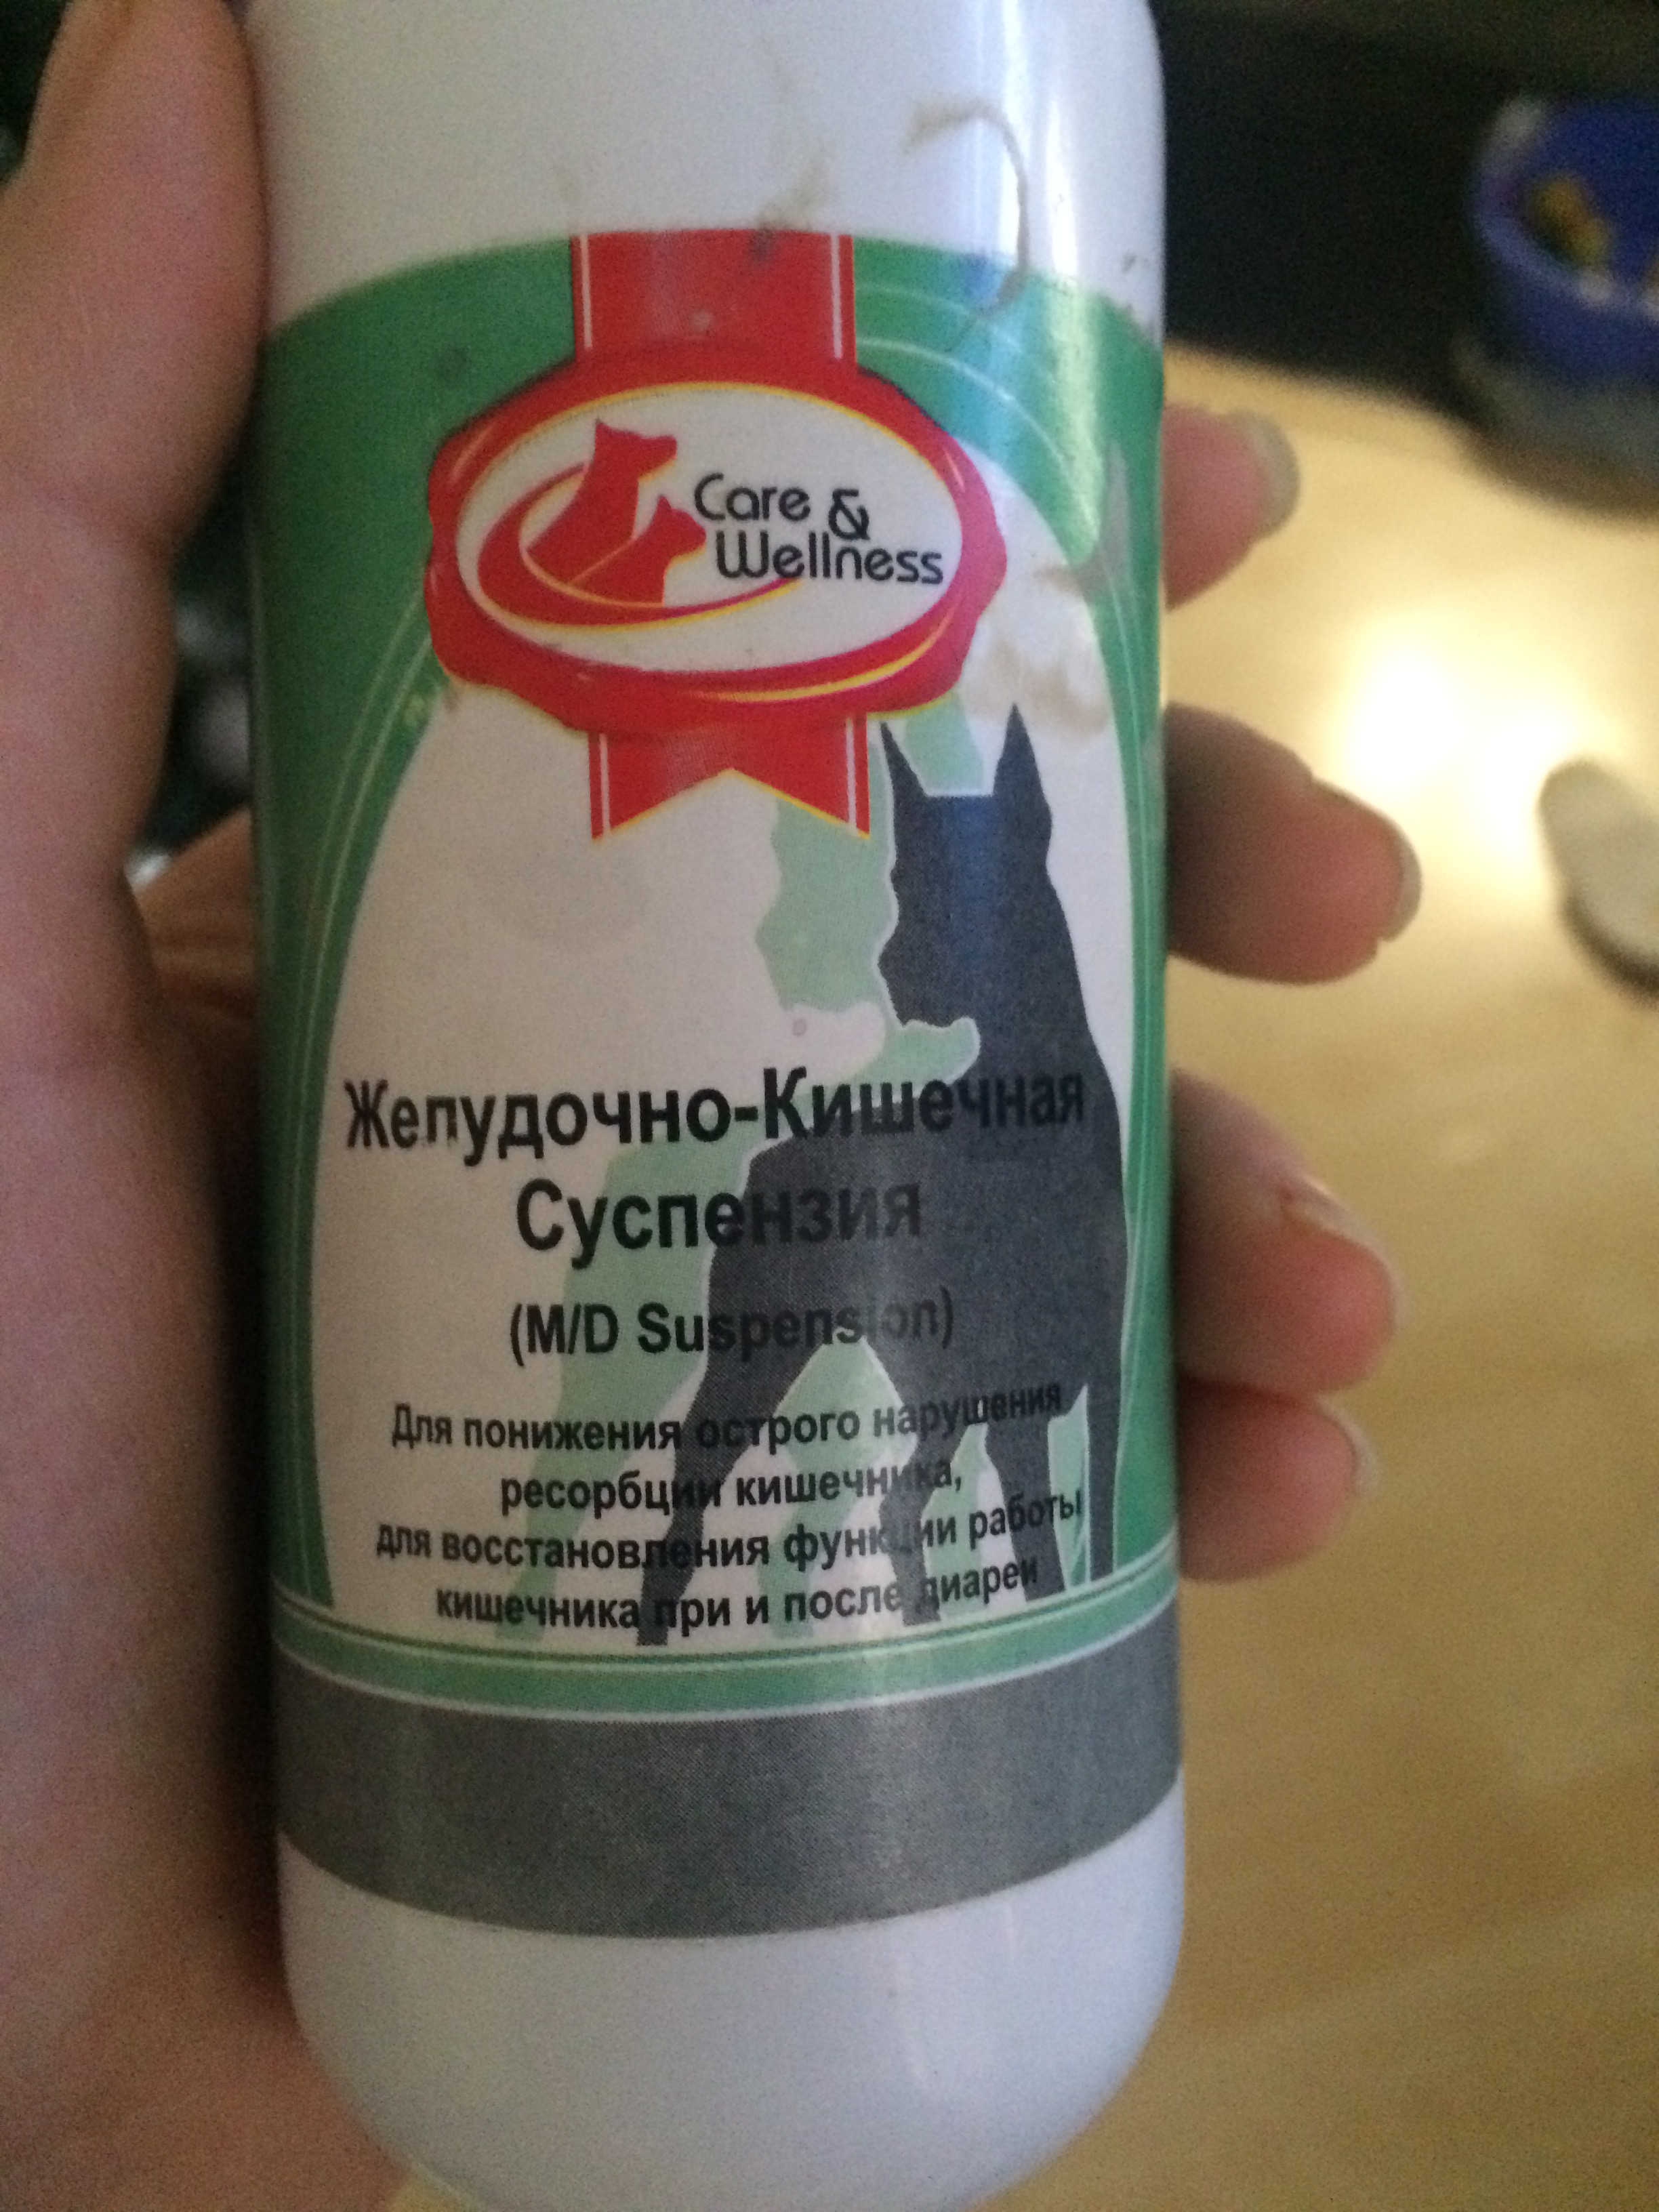 Care &
Wellness
Желудочно-Кишечная
Суспензия
(M/D Suspension)
Для понижения острого нарушения
ресорбции кишечника,
для восстановления функции работы
кишечника при и после диареи